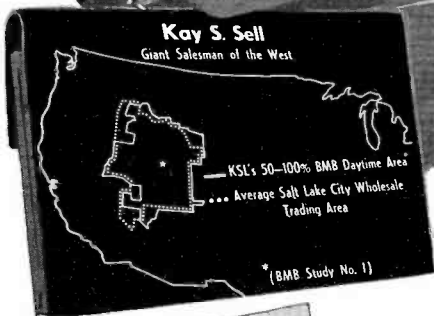 Kay S. Sell
Giant Salesman of the West
KSL's 50–100% BMB Daytime Area*
Average Salt Lake City Wholesale
Trading Area
*(BMB Study No. 1)